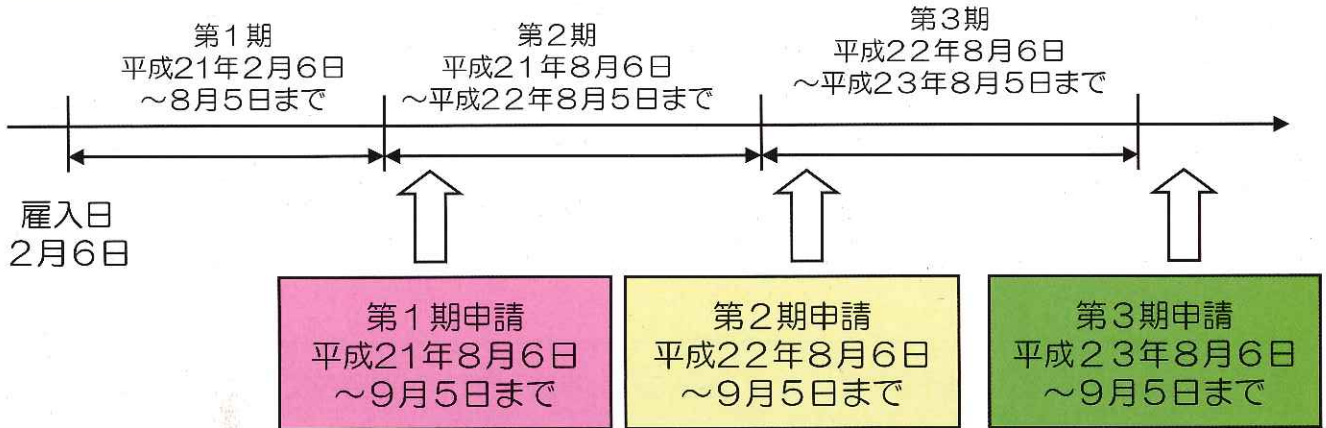 第1期
平成21年2月6日
～8月5日まで
第2期
平成21年8月6日
～平成22年8月5日まで
第3期
平成22年8月6日
～平成23年8月5日まで
雇入日
2月6日
第1期申請
平成21年8月6日
～9月5日まで
第2期申請
平成22年8月6日
～9月5日まで
第3期申請
平成23年8月6日
～9月5日まで